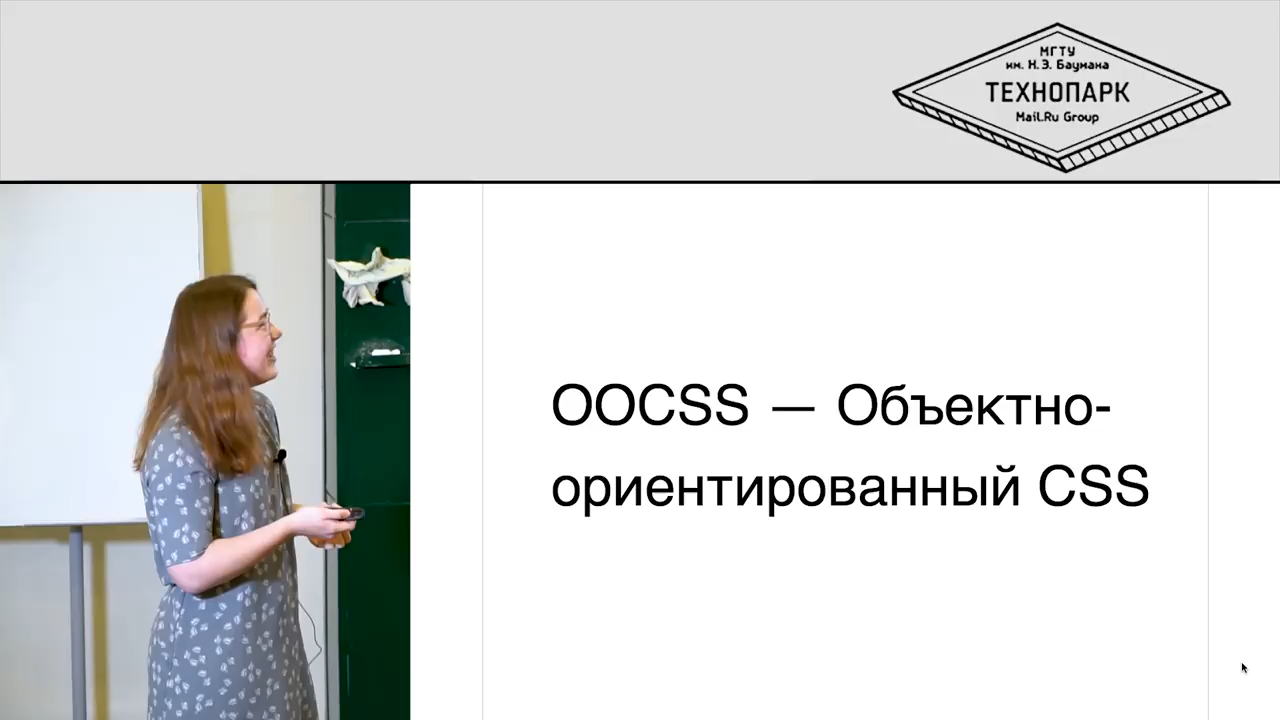 МГТУ
им. Н.Э. Баумана
ТЕХНОПАРК
Mail.Ru Group
OOCSS — Объектно-
ориентированный CSS